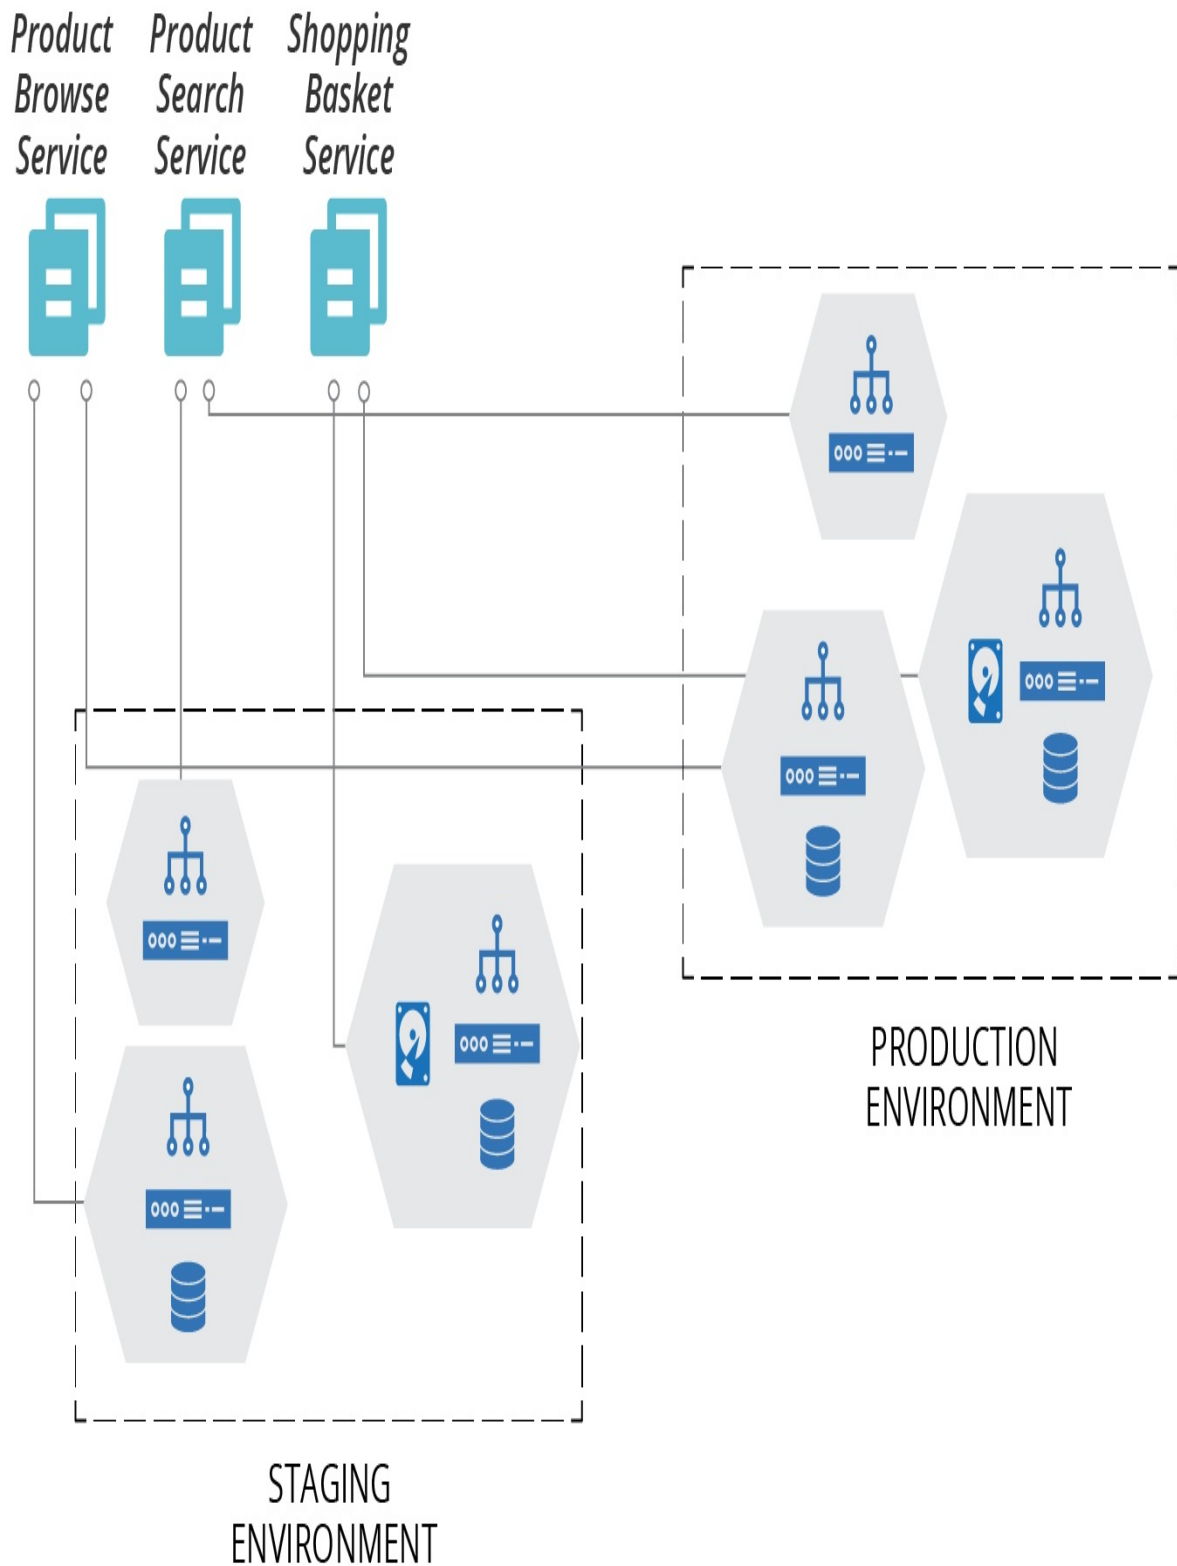 Product
Browse
Service
Product
Search
Service
Shopping
Basket
Service
PRODUCTION
ENVIRONMENT
STAGING
ENVIRONMENT